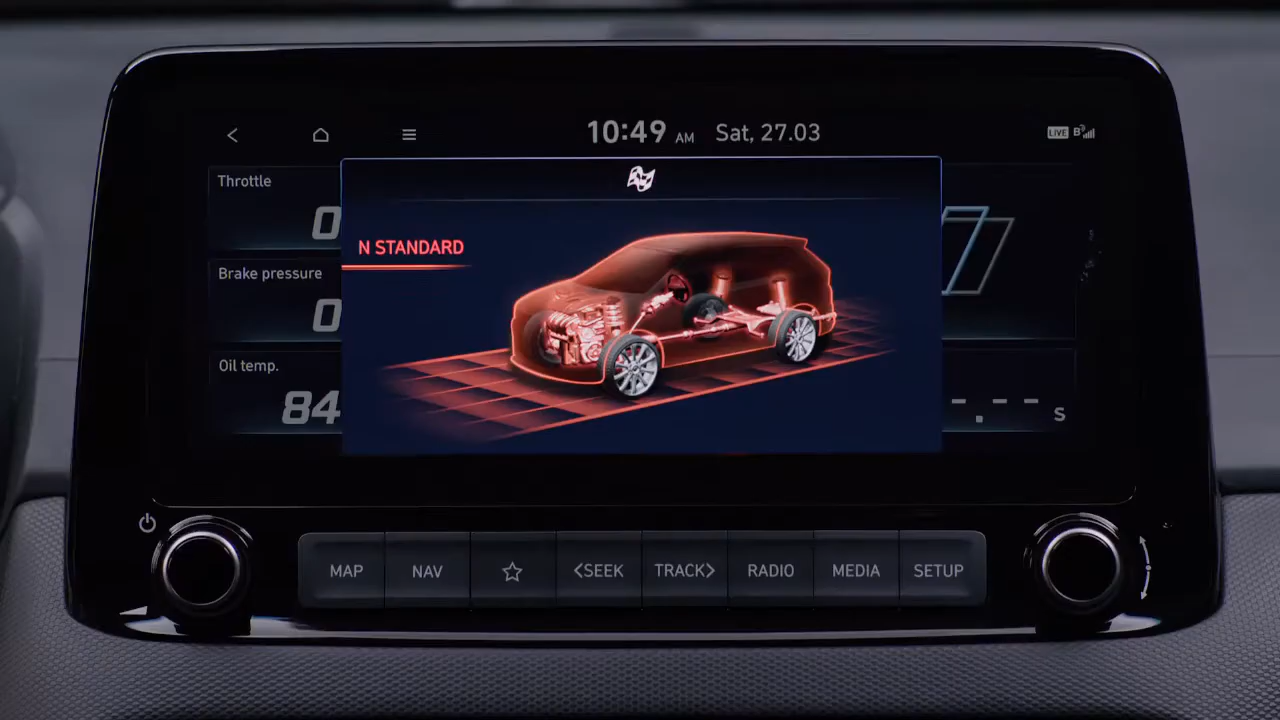 10:49 AM Sat, 27.03
LIVE B
Throttle
0
N STANDARD
Brake pressure
0
Oil temp.
84
-.-- S
MAP
NAV
<SEEK
TRACK>
RADIO
MEDIA
SETUP